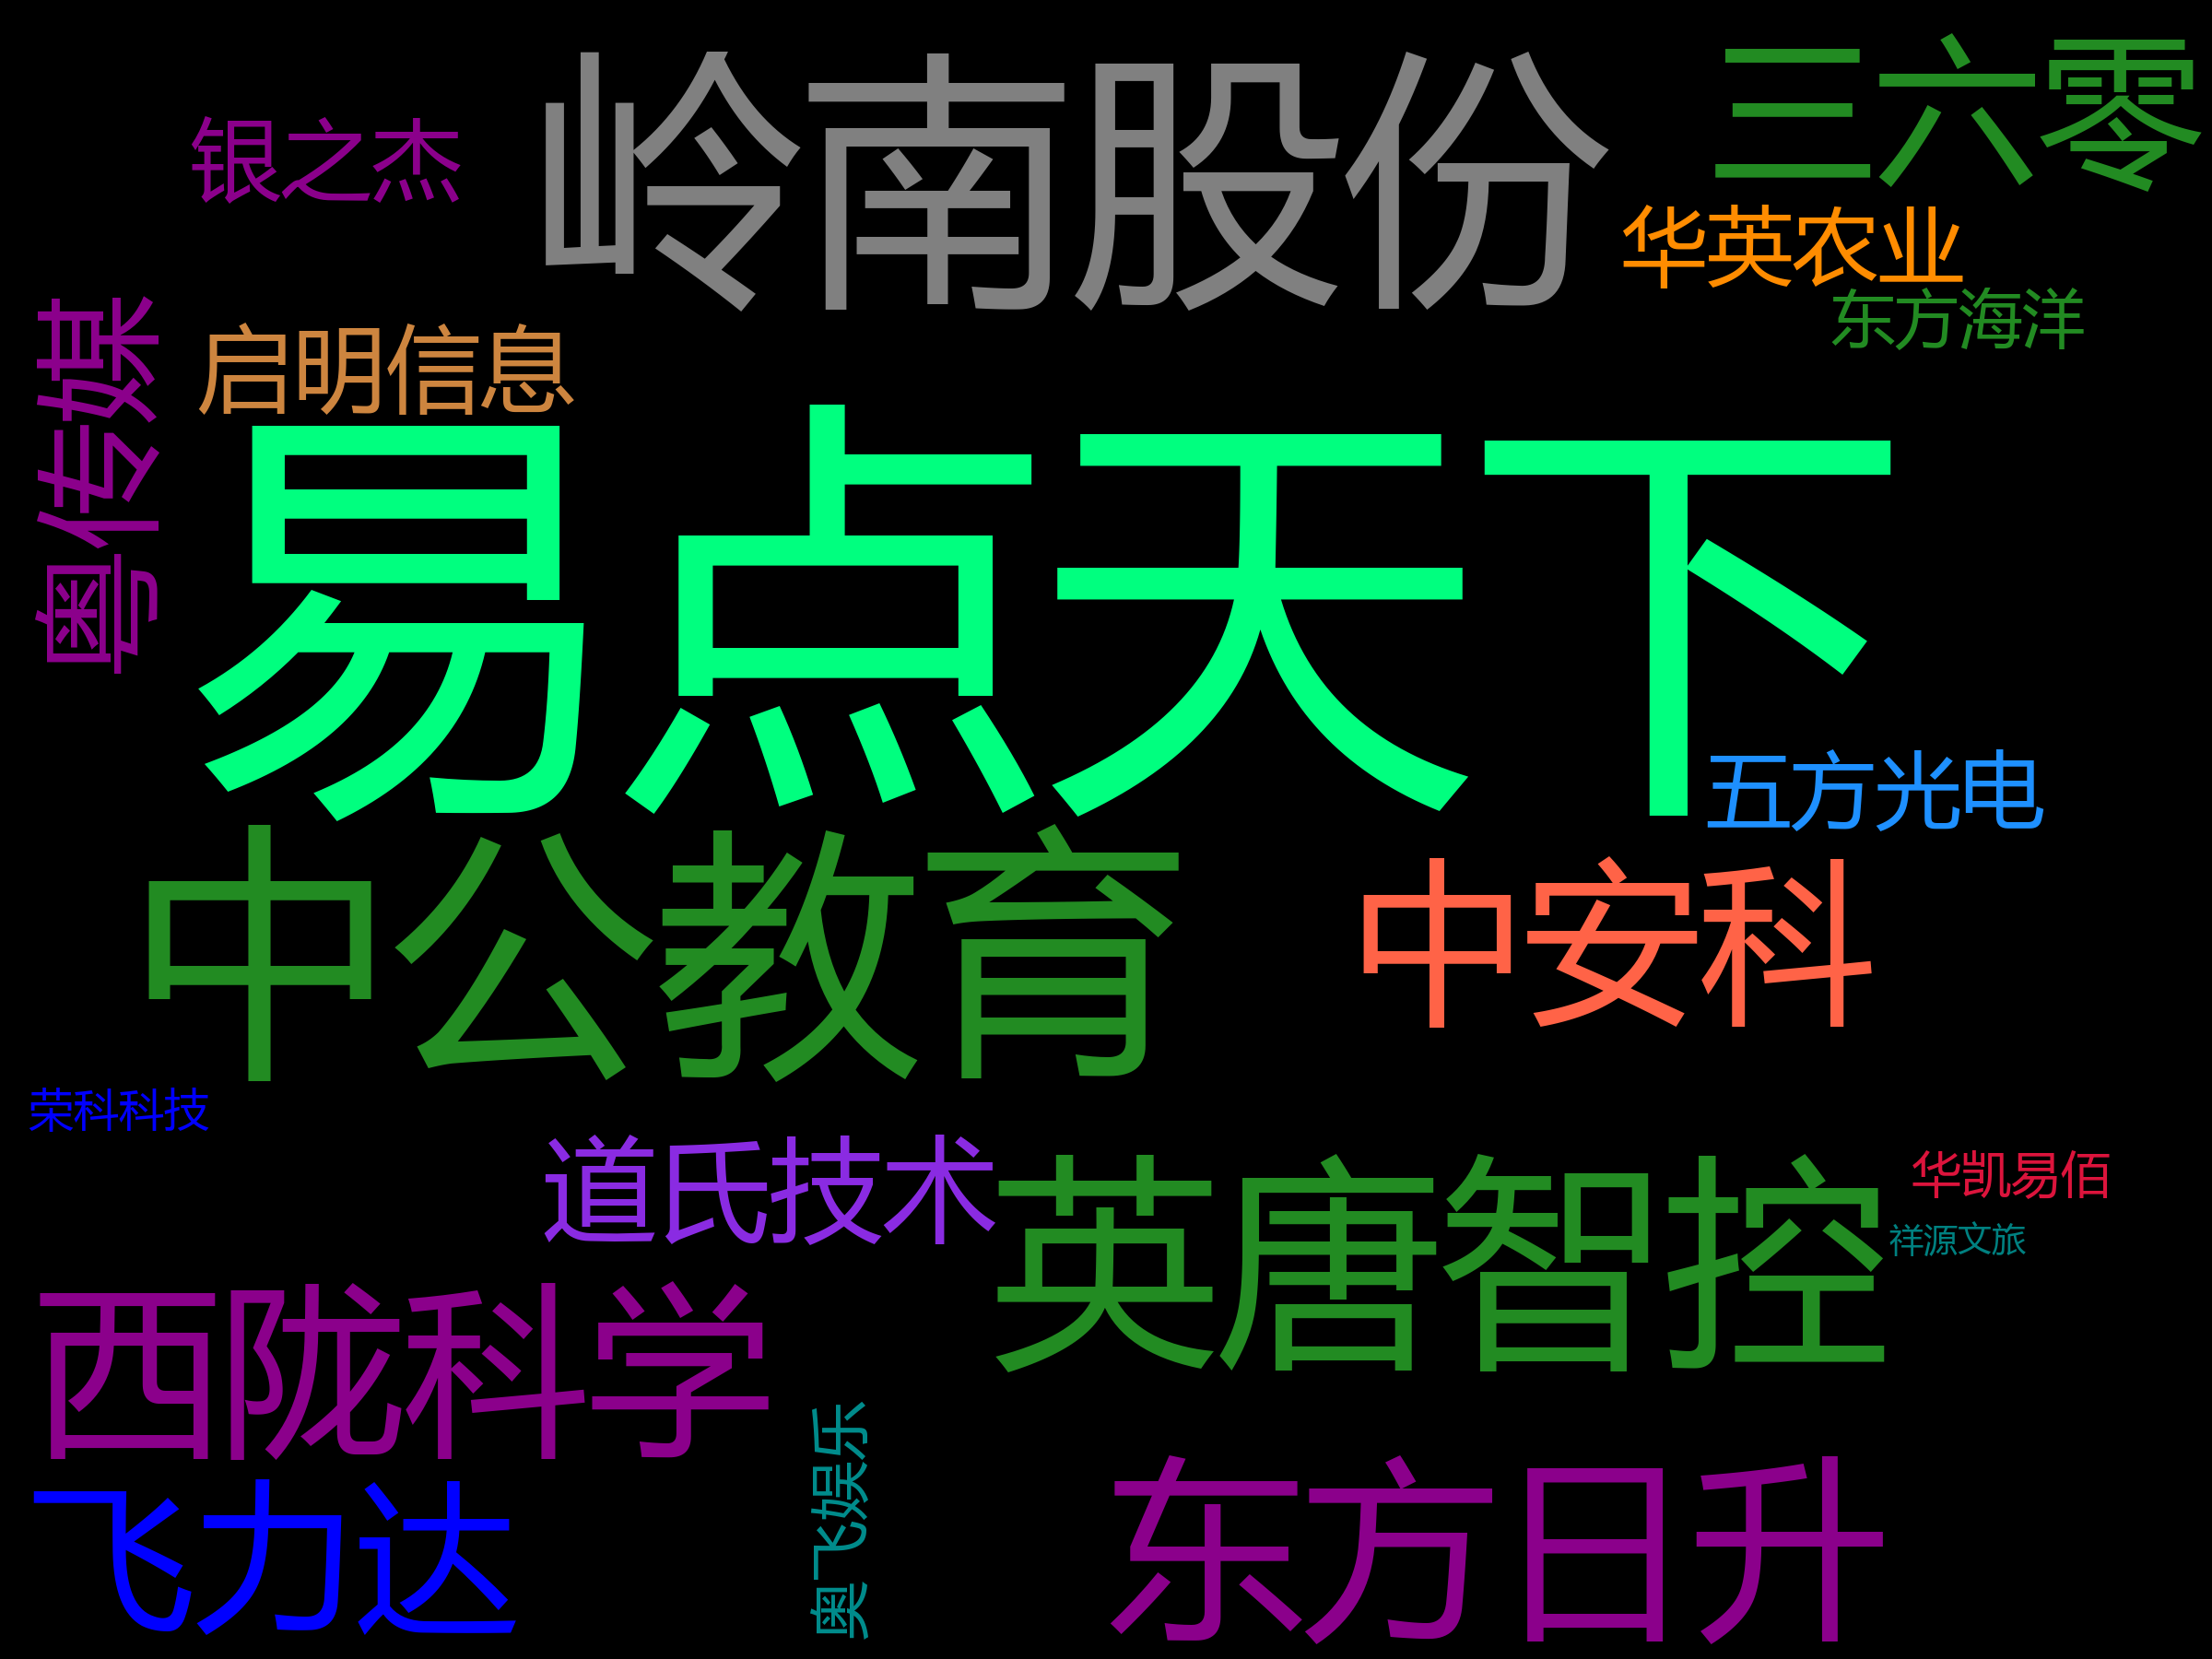 三六零
岭南股份
银之杰
华英农业
东方海洋
粤传媒
启明信息
易点天下
五方光电
中公教育
中安科
荣科科技
道氏技术
英唐智控
华凯易佰
祥源文旅
西陇科学
奥飞娱乐
东方日升
飞力达